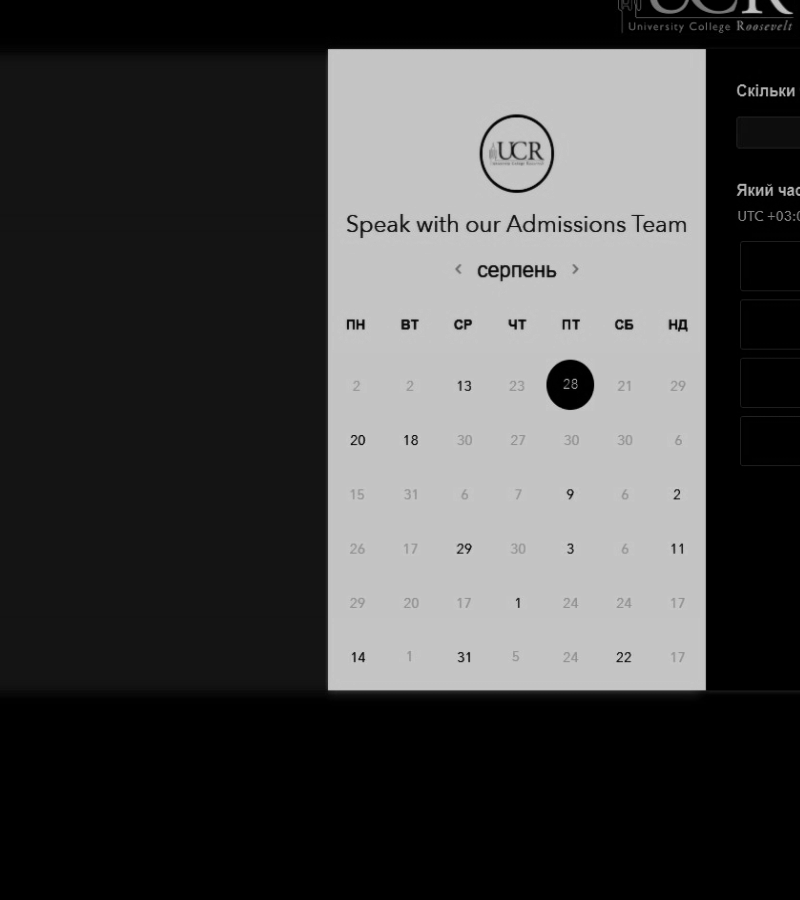 UCR
University College Roosevelt
UCR
Speak with our Admissions Team
< серпень >
ПН ВТ СР ЧТ ПТ СБ НД
2 2 13 23 28 21 29
20 18 30 27 30 30 6
15 31 6 7 9 6 2
26 17 29 30 3 6 11
29 20 17 1 24 24 17
14 1 31 5 24 22 17
Скільки
Який час
UTC +03:0